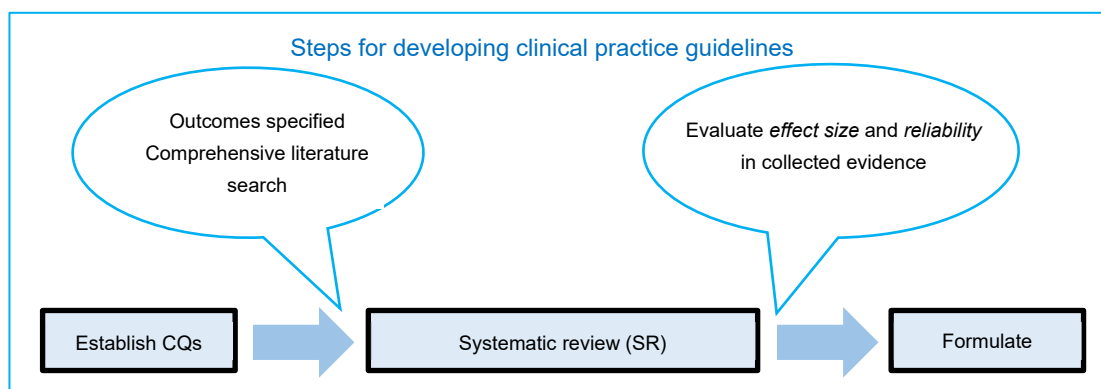 Steps for developing clinical practice guidelines
Outcomes specified
Comprehensive literature
search
Evaluate effect size and reliability
in collected evidence
Establish CQs
Systematic review (SR)
Formulate